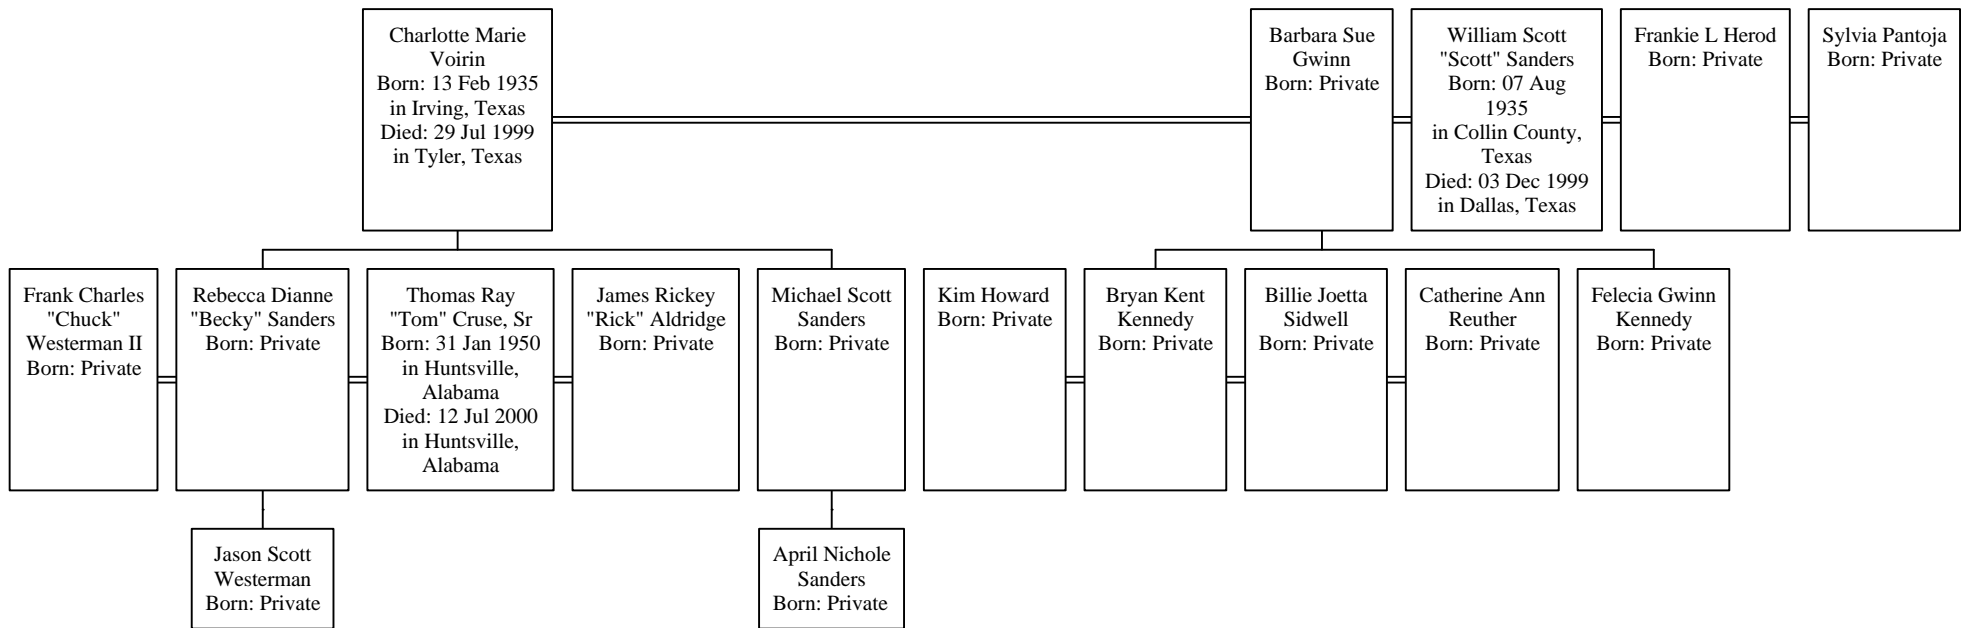 Charlotte Marie
Voirin
Born: 13 Feb 1935
in Irving, Texas
Died: 29 Jul 1999
in Tyler, Texas
Barbara Sue
Gwinn
Born: Private
William Scott
"Scott" Sanders
Born: 07 Aug
1935
in Collin County,
Texas
Died: 03 Dec 1999
in Dallas, Texas
Frankie L Herod
Born: Private
Sylvia Pantoja
Born: Private
Frank Charles
"Chuck"
Westerman II
Born: Private
Rebecca Dianne
"Becky" Sanders
Born: Private
Thomas Ray
"Tom" Cruse, Sr
Born: 31 Jan 1950
in Huntsville,
Alabama
Died: 12 Jul 2000
in Huntsville,
Alabama
James Rickey
"Rick" Aldridge
Born: Private
Michael Scott
Sanders
Born: Private
Kim Howard
Born: Private
Bryan Kent
Kennedy
Born: Private
Billie Joetta
Sidwell
Born: Private
Catherine Ann
Reuther
Born: Private
Felecia Gwinn
Kennedy
Born: Private
Jason Scott
Westerman
Born: Private
April Nichole
Sanders
Born: Private